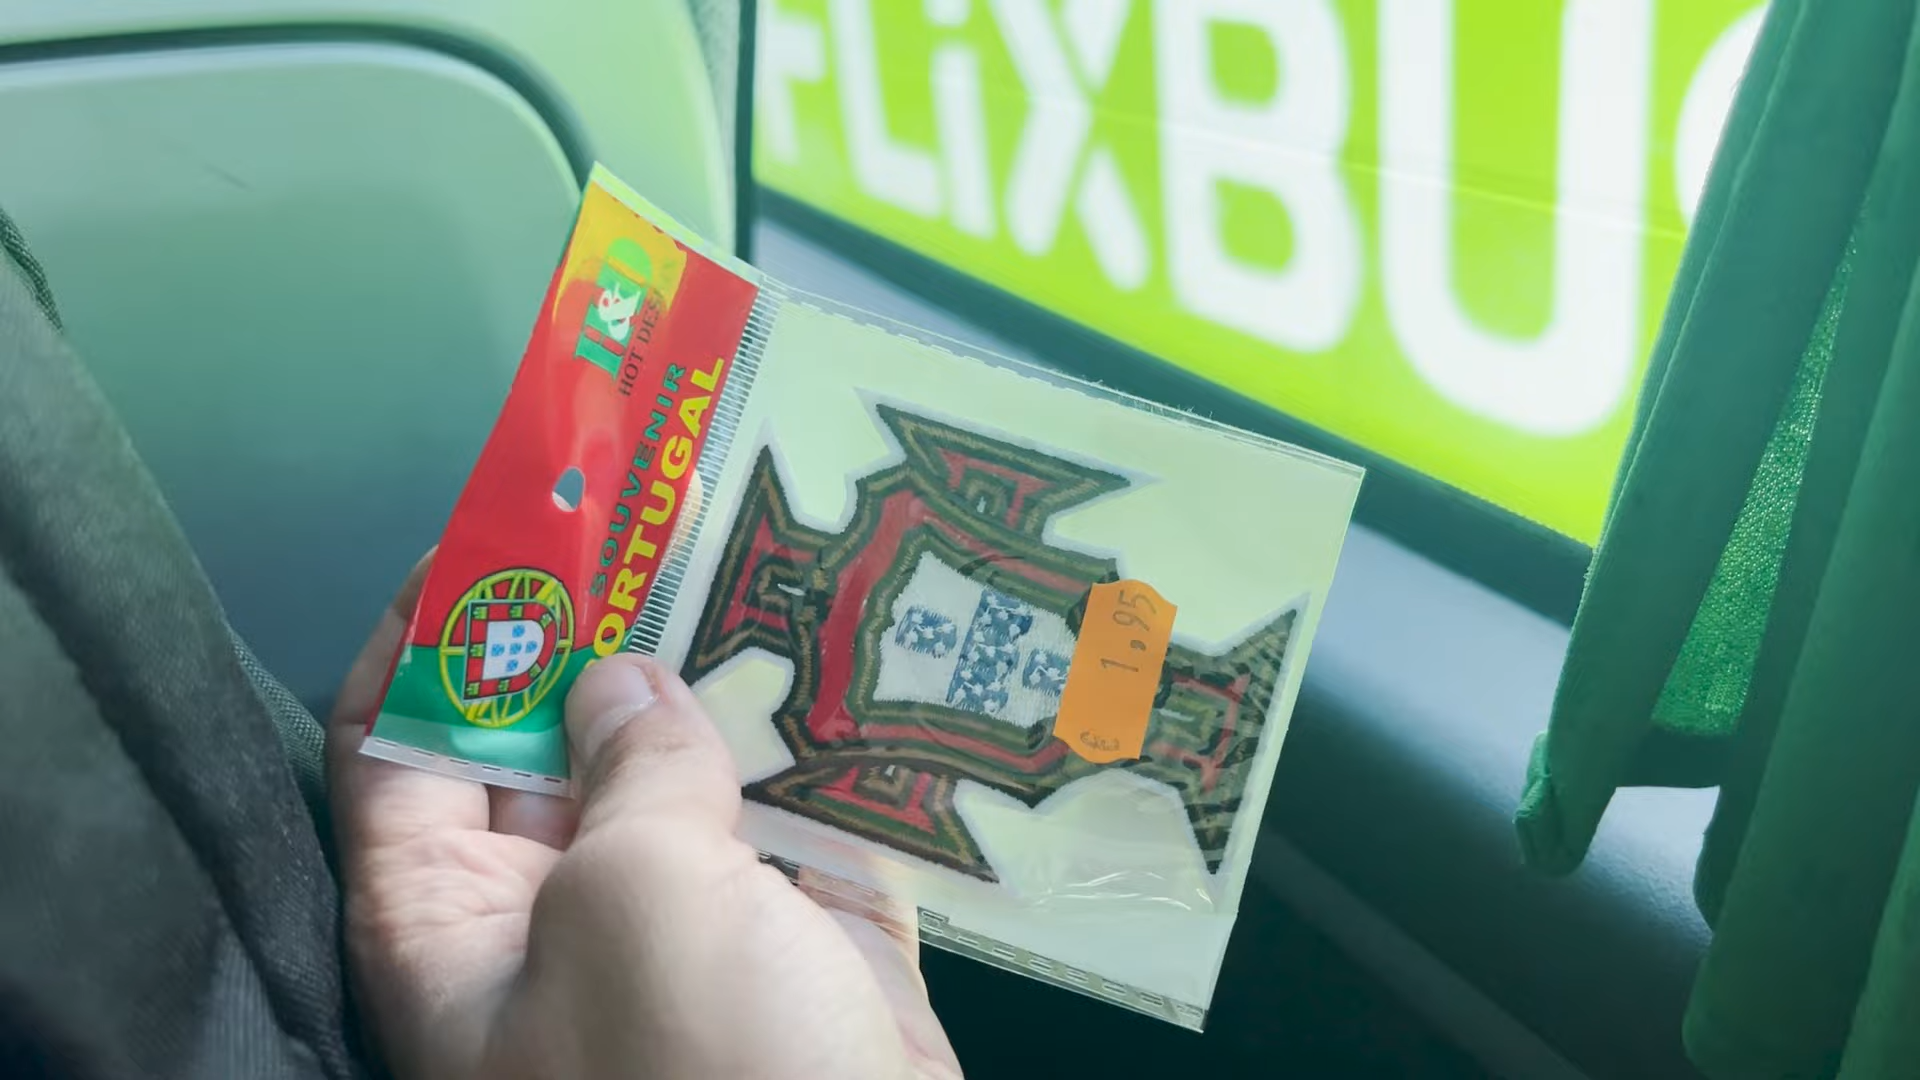 FLiXBU
H&D
HOT DES
SOUVENIR
PORTUGAL
1,95
€